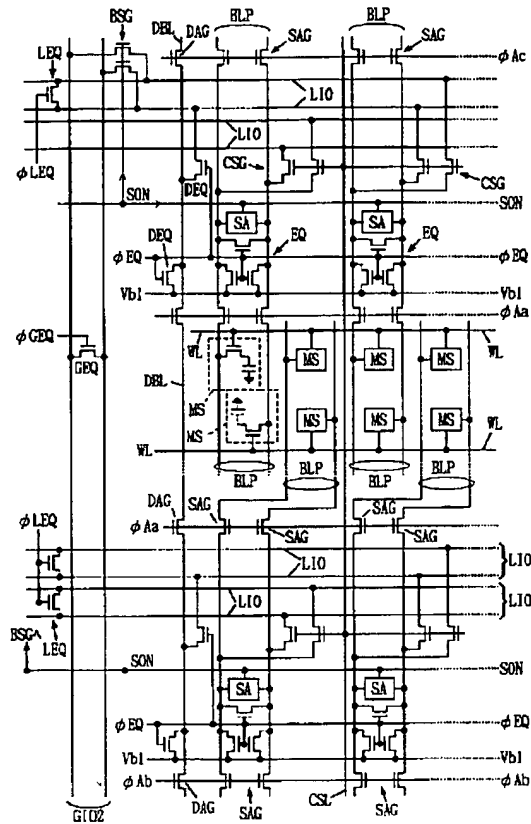 BSG DBL BLP BLP
LEQ DAG SAG SAG
φAc
LIO
LIO
φLEQ CSG CSG
SON DEQ SON
SA SA
DEQ EQ EQ
φEQ φEQ
Vbl Vbl
φAa
φGEQ WL MS MS MS WL
GEQ DBL
MS
MS MS MS MS
WL WL
BLP BLP BLP BLP
DAG SAG SAG
φLEQ φAa SAG SAG
LIO LIO
LIO LIO
BSG LEQ
SON SON
SA SA
φEQ φEQ
Vbl Vbl
φAb φAb
GIO2 DAG SAG CSL SAG